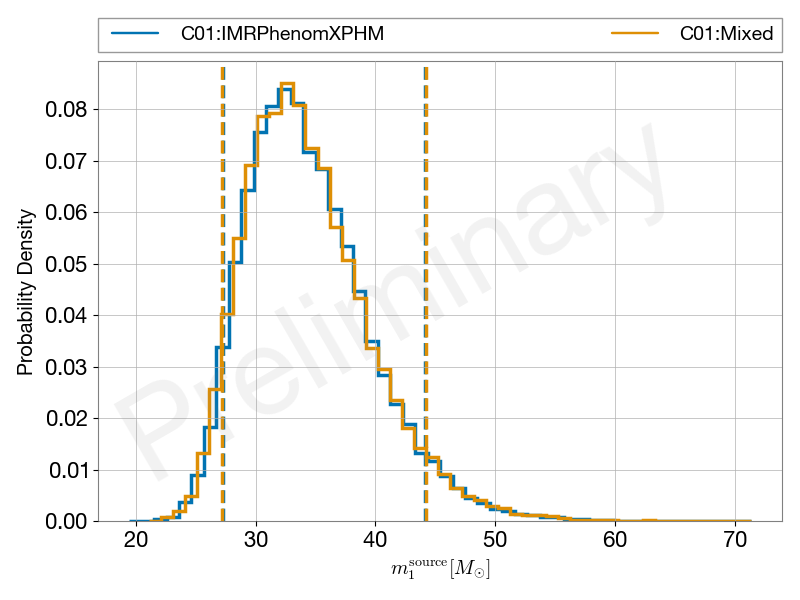 C01:IMRPhenomXPHM C01:Mixed
Probability Density
0.08
0.07
0.06
0.05
0.04
0.03
0.02
0.01
0.00
Preliminary
20 30 40 50 60 70
m₁^source [M☉]